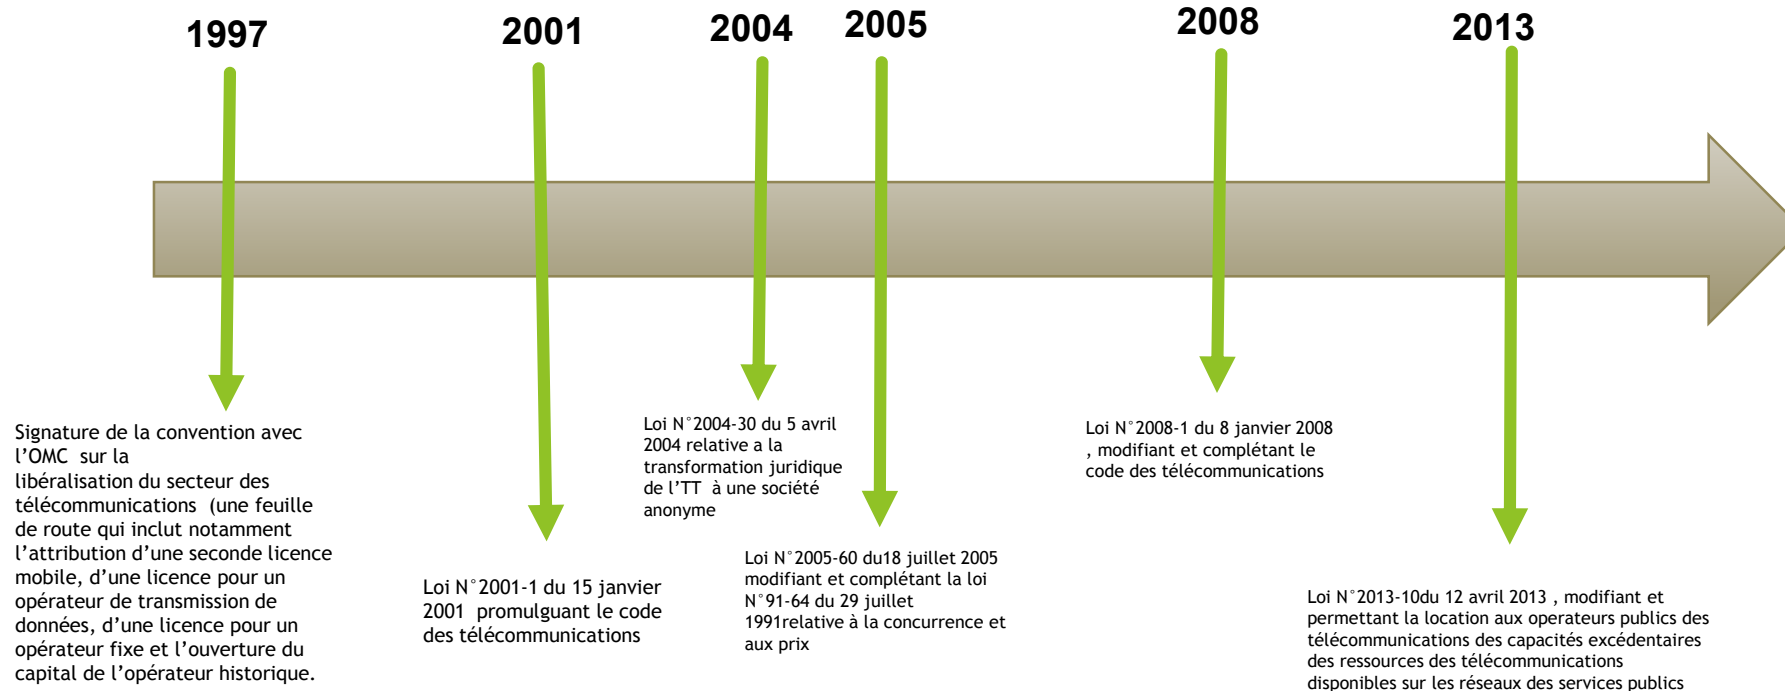 1997
2001
2004
2005
2008
2013
Signature de la convention avec
l’OMC sur la
libéralisation du secteur des
télécommunications (une feuille
de route qui inclut notamment
l’attribution d’une seconde licence
mobile, d’une licence pour un
opérateur de transmission de
données, d’une licence pour un
opérateur fixe et l’ouverture du
capital de l’opérateur historique.
Loi N°2001-1 du 15 janvier
2001 promulguant le code
des télécommunications
Loi N°2004-30 du 5 avril
2004 relative a la
transformation juridique
de l’TT à une société
anonyme
Loi N°2005-60 du18 juillet 2005
modifiant et complétant la loi
N°91-64 du 29 juillet
1991relative à la concurrence et
aux prix
Loi N°2008-1 du 8 janvier 2008
, modifiant et complétant le
code des télécommunications
Loi N°2013-10du 12 avril 2013 , modifiant et
permettant la location aux operateurs publics des
télécommunications des capacités excédentaires
des ressources des télécommunications
disponibles sur les réseaux des services publics